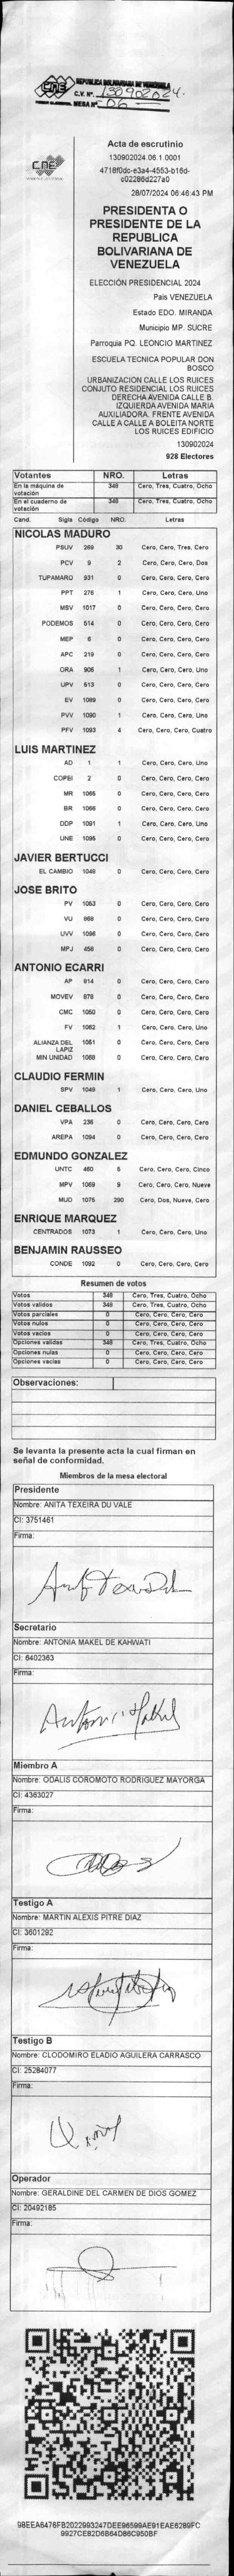 CNE
REPUBLICA BOLIVARIANA DE VENEZUELA
C.V. Nº. 130902024.
MESA Nº 06
CNE
Acta de escrutinio
130902024.06.1.0001
4718f0dc-e3a4-4553-b16d-
c02286d227a0
28/07/2024 06:46:43 PM
PRESIDENTA O
PRESIDENTE DE LA
REPUBLICA
BOLIVARIANA DE
VENEZUELA
ELECCIÓN PRESIDENCIAL 2024
Pais VENEZUELA
Estado EDO. MIRANDA
Municipio MP. SUCRE
Parroquia PQ. LEONCIO MARTINEZ
ESCUELA TECNICA POPULAR DON
BOSCO
URBANIZACION CALLE LOS RUICES
CONJUTO RESIDENCIAL LOS RUICES
DERECHA AVENIDA CALLE B.
IZQUIERDA AVENIDA MARIA
AUXILIADORA. FRENTE AVENIDA
CALLE A CALLE A BOLEITA NORTE
LOS RUICES EDIFICIO
130902024
928 Electores
Votantes NRO. Letras
En la máquina de votación 348 Cero, Tres, Cuatro, Ocho
En el cuaderno de votación 348 Cero, Tres, Cuatro, Ocho
Cand. Sigla Código NRO. Letras
NICOLAS MADURO
PSUV 269 30 Cero, Cero, Tres, Cero
PCV 9 2 Cero, Cero, Cero, Dos
TUPAMARO 931 0 Cero, Cero, Cero, Cero
PPT 276 1 Cero, Cero, Cero, Uno
MSV 1017 0 Cero, Cero, Cero, Cero
PODEMOS 514 0 Cero, Cero, Cero, Cero
MEP 6 0 Cero, Cero, Cero, Cero
APC 219 0 Cero, Cero, Cero, Cero
ORA 906 1 Cero, Cero, Cero, Uno
UPV 513 0 Cero, Cero, Cero, Cero
EV 1089 0 Cero, Cero, Cero, Cero
PVV 1090 1 Cero, Cero, Cero, Uno
PFV 1093 4 Cero, Cero, Cero, Cuatro
LUIS MARTINEZ
AD 1 1 Cero, Cero, Cero, Uno
COPEI 2 0 Cero, Cero, Cero, Cero
MR 1065 0 Cero, Cero, Cero, Cero
BR 1066 0 Cero, Cero, Cero, Cero
DDP 1091 1 Cero, Cero, Cero, Uno
UNE 1095 0 Cero, Cero, Cero, Cero
JAVIER BERTUCCI
EL CAMBIO 1048 0 Cero, Cero, Cero, Cero
JOSE BRITO
PV 1053 0 Cero, Cero, Cero, Cero
VU 868 0 Cero, Cero, Cero, Cero
UVV 1096 0 Cero, Cero, Cero, Cero
MPJ 458 0 Cero, Cero, Cero, Cero
ANTONIO ECARRI
AP 814 0 Cero, Cero, Cero, Cero
MOVEV 878 0 Cero, Cero, Cero, Cero
CMC 1050 0 Cero, Cero, Cero, Cero
FV 1062 1 Cero, Cero, Cero, Uno
ALIANZA DEL LAPIZ 1051 0 Cero, Cero, Cero, Cero
MIN UNIDAD 1068 0 Cero, Cero, Cero, Cero
CLAUDIO FERMIN
SPV 1049 1 Cero, Cero, Cero, Uno
DANIEL CEBALLOS
VPA 236 0 Cero, Cero, Cero, Cero
AREPA 1094 0 Cero, Cero, Cero, Cero
EDMUNDO GONZALEZ
UNTC 460 5 Cero, Cero, Cero, Cinco
MPV 1069 9 Cero, Cero, Cero, Nueve
MUD 1075 290 Cero, Dos, Nueve, Cero
ENRIQUE MARQUEZ
CENTRADOS 1073 1 Cero, Cero, Cero, Uno
BENJAMIN RAUSSEO
CONDE 1092 0 Cero, Cero, Cero, Cero
Resumen de votos
Votos 348 Cero, Tres, Cuatro, Ocho
Votos validos 348 Cero, Tres, Cuatro, Ocho
Votos parciales 0 Cero, Cero, Cero, Cero
Votos nulos 0 Cero, Cero, Cero, Cero
Votos vacios 0 Cero, Cero, Cero, Cero
Opciones validas 348 Cero, Tres, Cuatro, Ocho
Opciones nulas 0 Cero, Cero, Cero, Cero
Opciones vacias 0 Cero, Cero, Cero, Cero
Observaciones:
Se levanta la presente acta la cual firman en
señal de conformidad.
Miembros de la mesa electoral
Presidente
Nombre: ANITA TEXEIRA DU VALE
CI: 3751461
Firma:
Secretario
Nombre: ANTONIA MAKEL DE KAHWATI
CI: 6402363
Firma:
Miembro A
Nombre: ODALIS COROMOTO RODRIGUEZ MAYORGA
CI: 4363027
Firma:
Testigo A
Nombre: MARTIN ALEXIS PITRE DIAZ
CI: 3601292
Firma:
Testigo B
Nombre: CLODOMIRO ELADIO AGUILERA CARRASCO
CI: 25284077
Firma:
Operador
Nombre: GERALDINE DEL CARMEN DE DIOS GOMEZ
CI: 20492185
Firma:
98EEA8476FB2022993247DEE96599AE91EAE6289FC
9927CE82D6B64D86C950BF